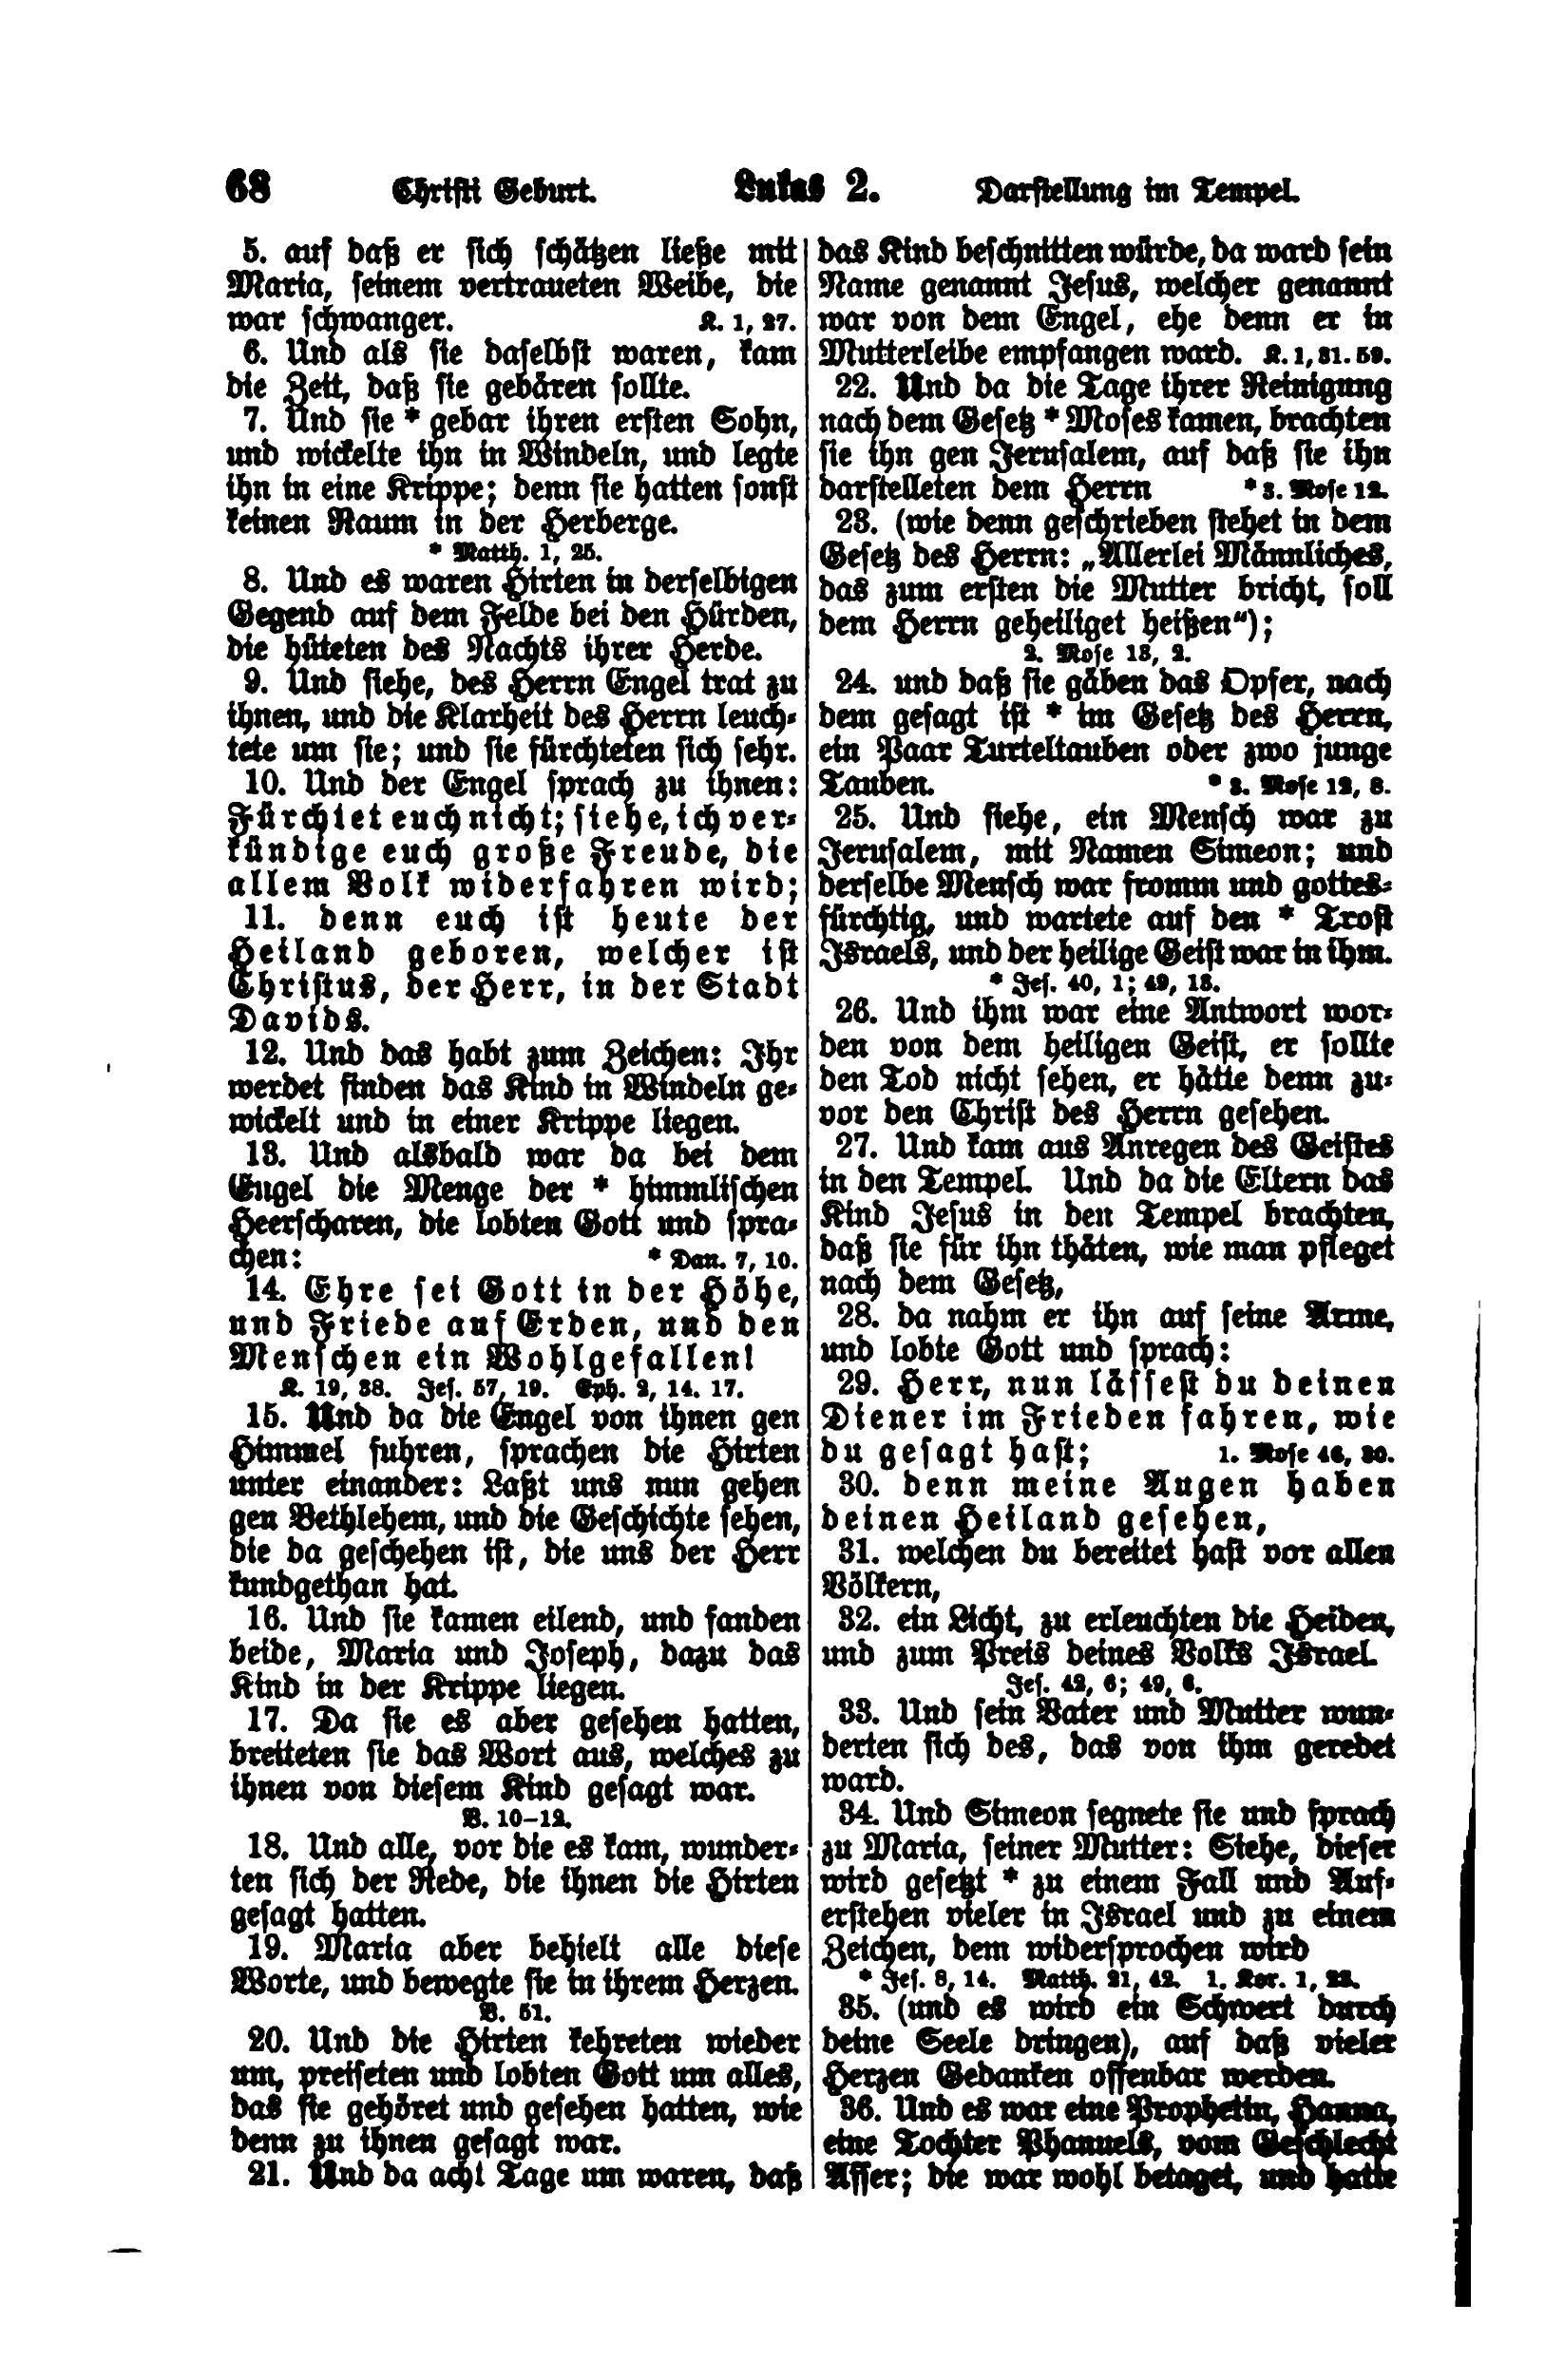 68 Christi Geburt. Lukas 2. Darstellung im Tempel.
5. auf daß er sich schätzen ließe mit
Maria, seinem vertraueten Weibe, die
war schwanger. K. 1, 27.
6. Und als sie daselbst waren, kam
die Zeit, daß sie gebären sollte.
7. Und sie * gebar ihren ersten Sohn,
und wickelte ihn in Windeln, und legte
ihn in eine Krippe; denn sie hatten sonst
keinen Raum in der Herberge.
* Matth. 1, 25.
8. Und es waren Hirten in derselbigen
Gegend auf dem Felde bei den Hürden,
die hüteten des Nachts ihrer Herde.
9. Und siehe, des Herrn Engel trat zu
ihnen, und die Klarheit des Herrn leuch-
tete um sie; und sie fürchteten sich sehr.
10. Und der Engel sprach zu ihnen:
Fürchtet euch nicht; siehe, ich ver-
kündige euch große Freude, die
allem Volk widerfahren wird;
11. denn euch ist heute der
Heiland geboren, welcher ist
Christus, der Herr, in der Stadt
Davids.
12. Und das habt zum Zeichen: Ihr
werdet finden das Kind in Windeln ge-
wickelt und in einer Krippe liegen.
13. Und alsbald war da bei dem
Engel die Menge der * himmlischen
Heerscharen, die lobten Gott und spra-
chen: * Dan. 7, 10.
14. Ehre sei Gott in der Höhe,
und Friede auf Erden, und den
Menschen ein Wohlgefallen!
K. 19, 38. Jes. 57, 19. Eph. 2, 14. 17.
15. Und da die Engel von ihnen gen
Himmel fuhren, sprachen die Hirten
unter einander: Laßt uns nun gehen
gen Bethlehem, und die Geschichte sehen,
die da geschehen ist, die uns der Herr
kundgethan hat.
16. Und sie kamen eilend, und fanden
beide, Maria und Joseph, dazu das
Kind in der Krippe liegen.
17. Da sie es aber gesehen hatten,
breiteten sie das Wort aus, welches zu
ihnen von diesem Kind gesagt war.
V. 10–12.
18. Und alle, vor die es kam, wunder-
ten sich der Rede, die ihnen die Hirten
gesagt hatten.
19. Maria aber behielt alle diese
Worte, und bewegte sie in ihrem Herzen.
V. 51.
20. Und die Hirten kehreten wieder
um, preiseten und lobten Gott um alles,
das sie gehöret und gesehen hatten, wie
denn zu ihnen gesagt war.
21. Und da acht Tage um waren, daß
das Kind beschnitten würde, da ward sein
Name genannt Jesus, welcher genannt
war von dem Engel, ehe denn er in
Mutterleibe empfangen ward. K. 1, 31. 59.
22. Und da die Tage ihrer Reinigung
nach dem Gesetz * Moses kamen, brachten
sie ihn gen Jerusalem, auf daß sie ihn
darstelleten dem Herrn * 3. Mose 12.
23. (wie denn geschrieben stehet in dem
Gesetz des Herrn: „Allerlei Männliches,
das zum ersten die Mutter bricht, soll
dem Herrn geheiliget heißen“);
2. Mose 13, 2.
24. und daß sie gäben das Opfer, nach
dem gesagt ist * im Gesetz des Herrn,
ein Paar Turteltauben oder zwo junge
Tauben. * 3. Mose 12, 8.
25. Und siehe, ein Mensch war zu
Jerusalem, mit Namen Simeon; und
derselbe Mensch war fromm und gottes-
fürchtig, und wartete auf den * Trost
Israels, und der heilige Geist war in ihm.
* Jes. 40, 1; 49, 13.
26. Und ihm war eine Antwort wor-
den von dem heiligen Geist, er sollte
den Tod nicht sehen, er hätte denn zu-
vor den Christ des Herrn gesehen.
27. Und kam aus Anregen des Geistes
in den Tempel. Und da die Eltern das
Kind Jesus in den Tempel brachten,
daß sie für ihn thäten, wie man pfleget
nach dem Gesetz,
28. da nahm er ihn auf seine Arme,
und lobte Gott und sprach:
29. Herr, nun lässest du deinen
Diener im Frieden fahren, wie
du gesagt hast; 1. Mose 46, 30.
30. denn meine Augen haben
deinen Heiland gesehen,
31. welchen du bereitet hast vor allen
Völkern,
32. ein Licht, zu erleuchten die Heiden,
und zum Preis deines Volks Israel.
Jes. 42, 6; 49, 6.
33. Und sein Vater und Mutter wun-
derten sich des, das von ihm geredet
ward.
34. Und Simeon segnete sie und sprach
zu Maria, seiner Mutter: Siehe, dieser
wird gesetzt * zu einem Fall und Auf-
erstehen vieler in Israel und zu einem
Zeichen, dem widersprochen wird
* Jes. 8, 14. Matth. 21, 42. 1. Kor. 1, 23.
35. (und es wird ein Schwert durch
deine Seele dringen), auf daß vieler
Herzen Gedanken offenbar werden.
36. Und es war eine Prophetin, Hanna,
eine Tochter Phanuels, vom Geschlecht
Asser; die war wohl betaget, und hatte